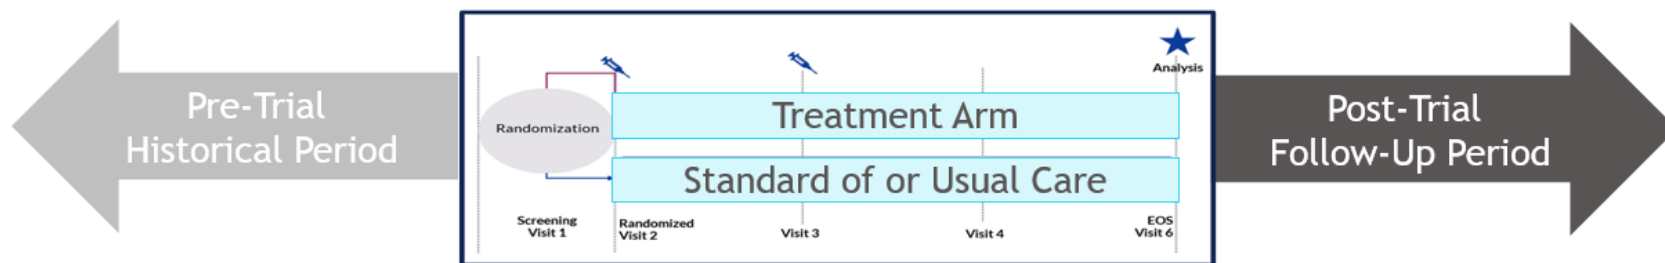 Pre-Trial
Historical Period
Randomization
Treatment Arm
Standard of or Usual Care
Analysis
Screening
Visit 1
Randomized
Visit 2
Visit 3
Visit 4
EOS
Visit 6
Post-Trial
Follow-Up Period